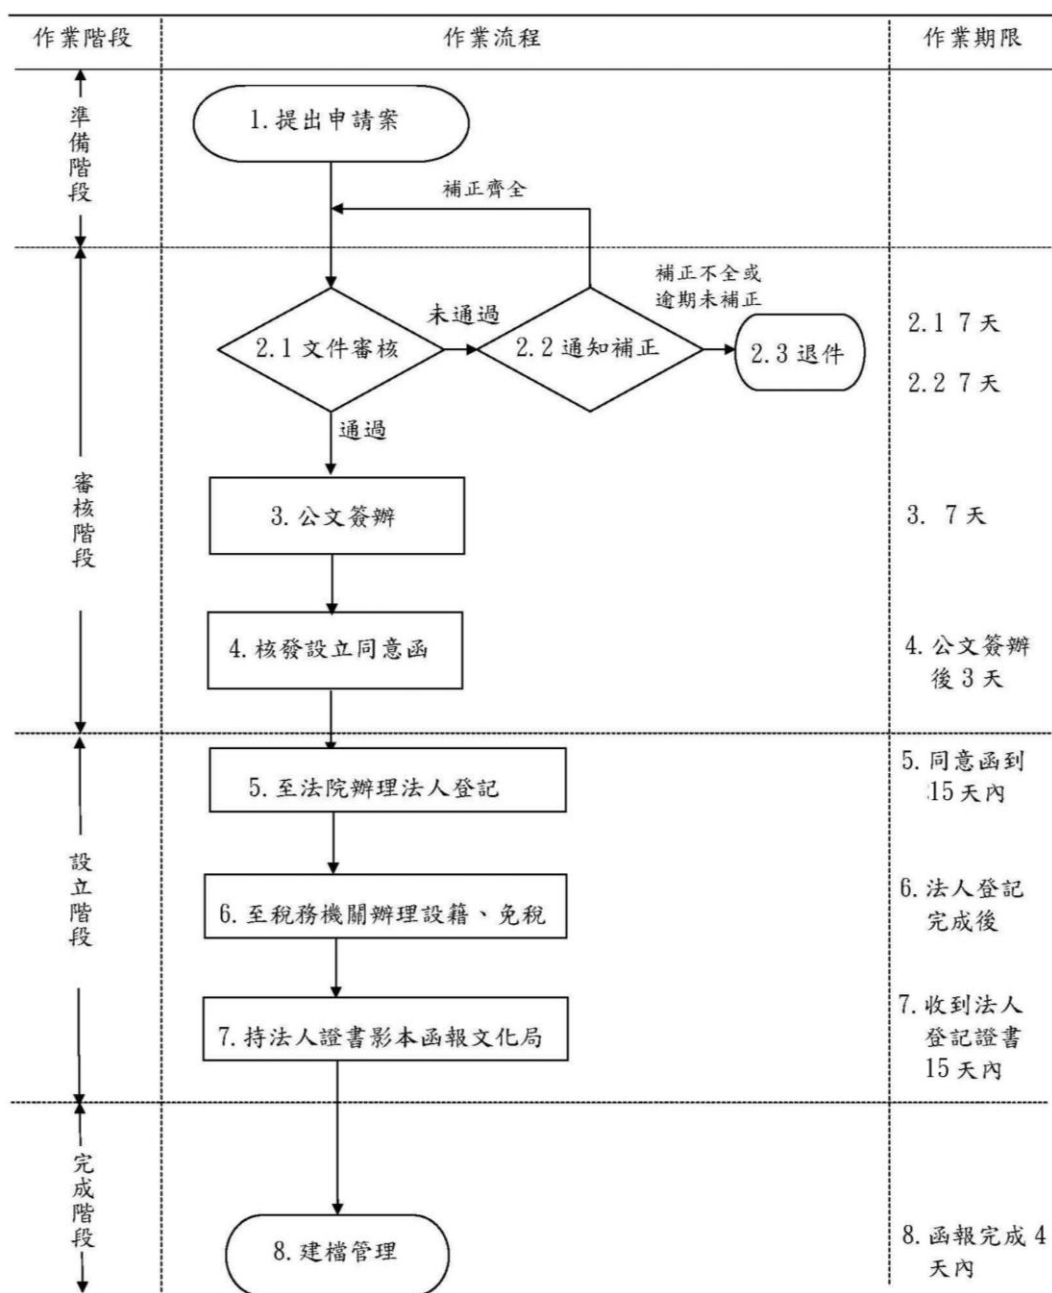 作業階段
作業流程
作業期限
準備階段
1.提出申請案
補正齊全
審核階段
2.1文件審核
未通過
2.2通知補正
補正不全或
逾期未補正
2.3退件
2.1 7天
2.2 7天
通過
3.公文簽辦
3. 7天
4.核發設立同意函
4.公文簽辦
後3天
設立階段
5.至法院辦理法人登記
5.同意函到
15天內
6.至稅務機關辦理設籍、免稅
6.法人登記
完成後
7.持法人證書影本函報文化局
7.收到法人
登記證書
15天內
完成階段
8.建檔管理
8.函報完成4
天內